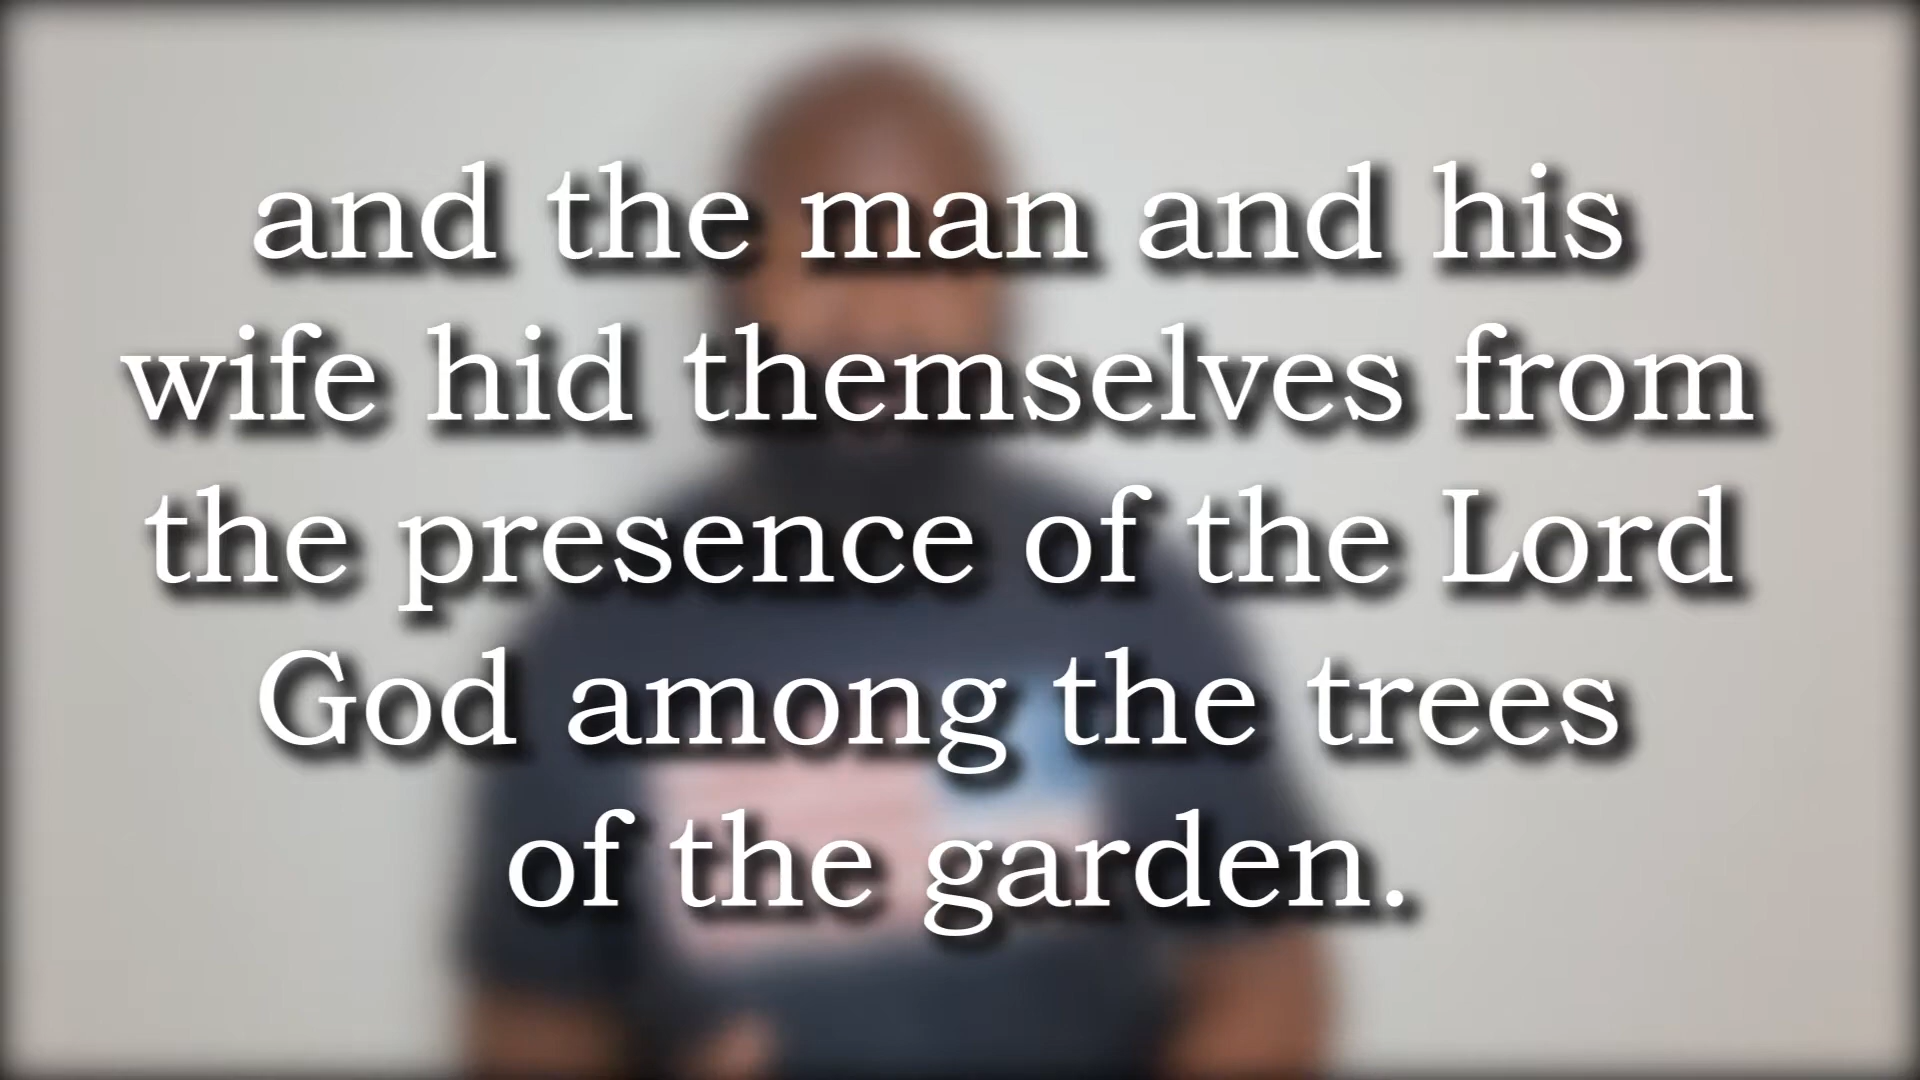 and the man and his
wife hid themselves from
the presence of the Lord
God among the trees
of the garden.